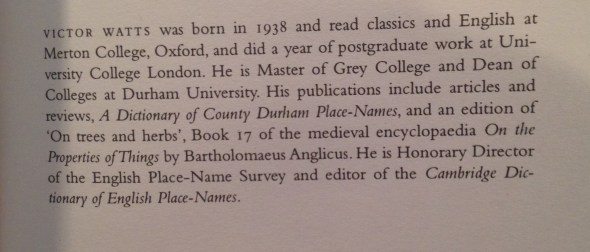 VICTOR WATTS was born in 1938 and read classics and English at
Merton College, Oxford, and did a year of postgraduate work at Uni-
versity College London. He is Master of Grey College and Dean of
Colleges at Durham University. His publications include articles and
reviews, A Dictionary of County Durham Place-Names, and an edition of
'On trees and herbs', Book 17 of the medieval encyclopaedia On the
Properties of Things by Bartholomaeus Anglicus. He is Honorary Director
of the English Place-Name Survey and editor of the Cambridge Dic-
tionary of English Place-Names.